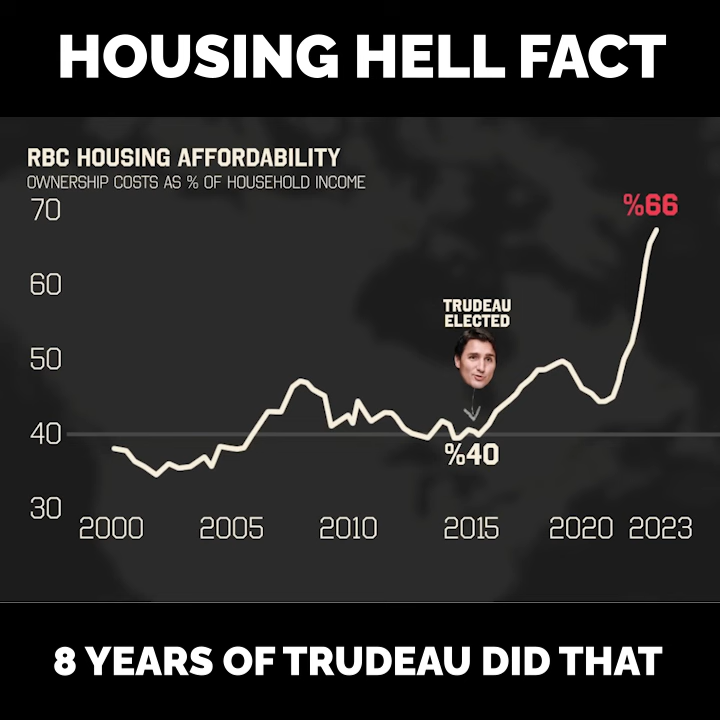 HOUSING HELL FACT
RBC HOUSING AFFORDABILITY
OWNERSHIP COSTS AS % OF HOUSEHOLD INCOME
70
%66
60
TRUDEAU
ELECTED
50
40
%40
30
2000 2005 2010 2015 2020 2023
8 YEARS OF TRUDEAU DID THAT